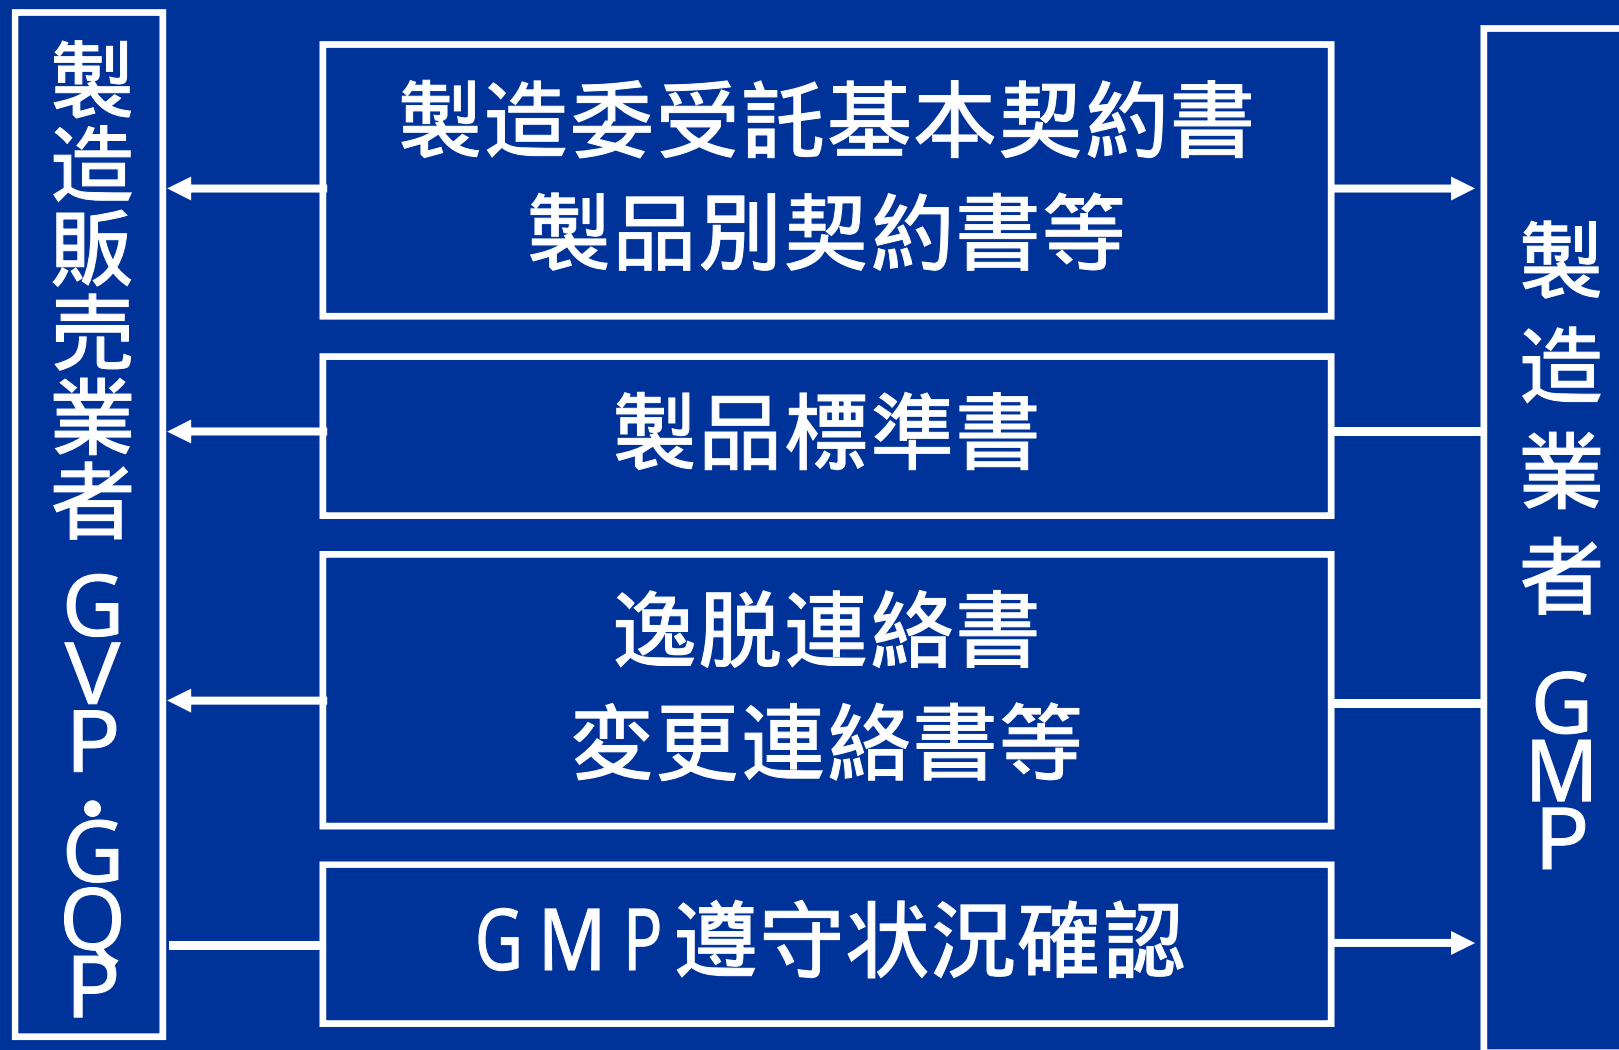 製造販売業者 GVP・GQP
製造委受託基本契約書
製品別契約書等
製品標準書
逸脱連絡書
変更連絡書等
GMP遵守状況確認
製造業者 GMP